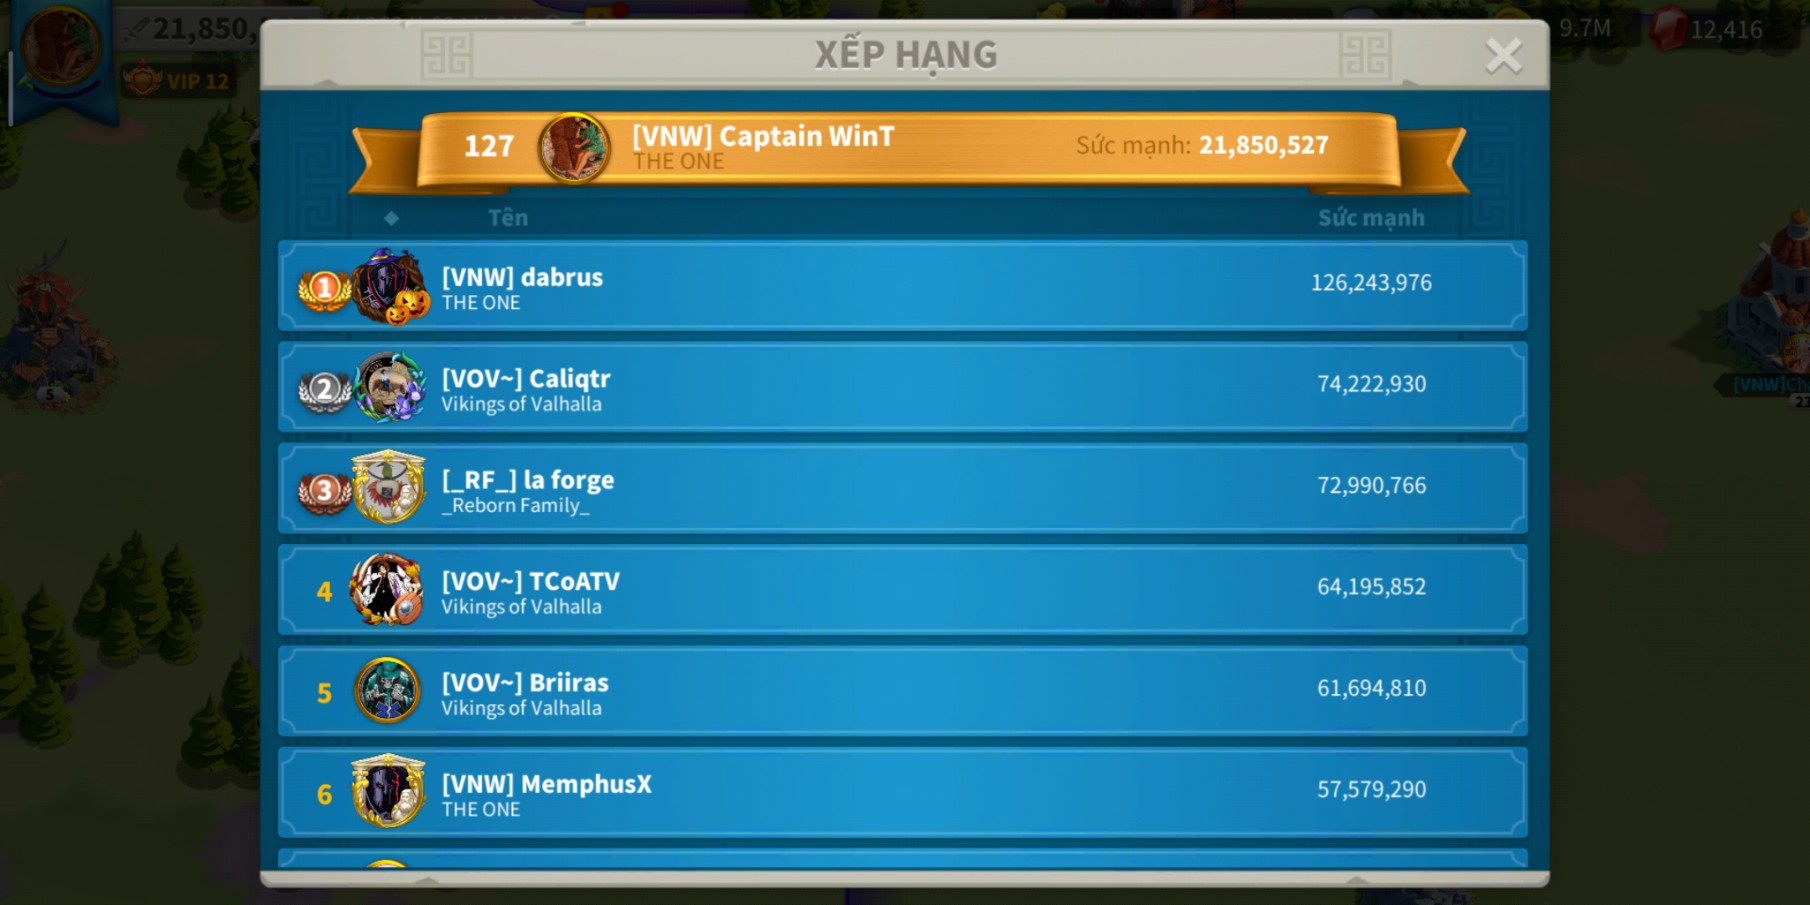 21,850,
VIP 12
9.7M
12,416
XẾP HẠNG
127
[VNW] Captain WinT
THE ONE
Sức mạnh: 21,850,527
Tên
Sức mạnh
1
[VNW] dabrus
THE ONE
126,243,976
2
[VOV~] Caliqtr
Vikings of Valhalla
74,222,930
3
[_RF_] la forge
_Reborn Family_
72,990,766
4
[VOV~] TCoATV
Vikings of Valhalla
64,195,852
5
[VOV~] Briiras
Vikings of Valhalla
61,694,810
6
[VNW] MemphusX
THE ONE
57,579,290
5
[VNW]Ch
23